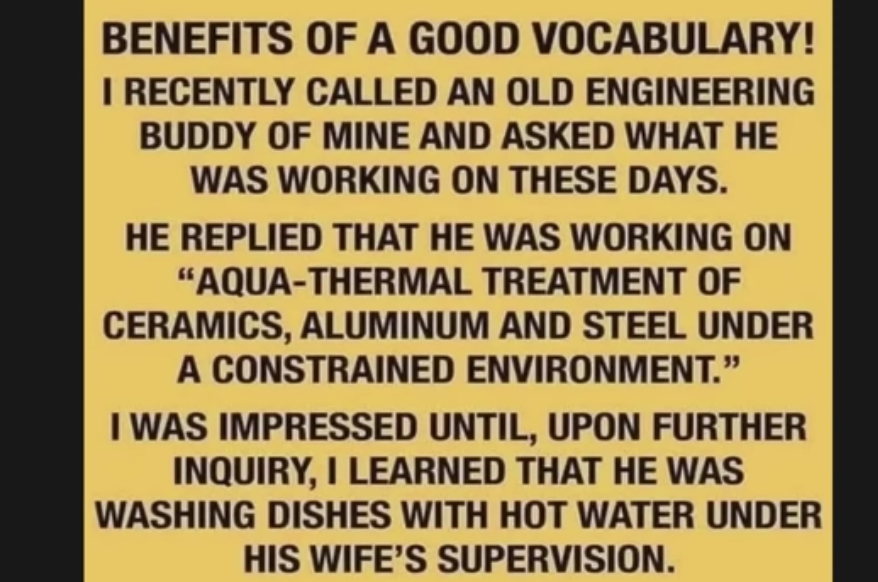 BENEFITS OF A GOOD VOCABULARY!
I RECENTLY CALLED AN OLD ENGINEERING
BUDDY OF MINE AND ASKED WHAT HE
WAS WORKING ON THESE DAYS.
HE REPLIED THAT HE WAS WORKING ON
“AQUA-THERMAL TREATMENT OF
CERAMICS, ALUMINUM AND STEEL UNDER
A CONSTRAINED ENVIRONMENT.”
I WAS IMPRESSED UNTIL, UPON FURTHER
INQUIRY, I LEARNED THAT HE WAS
WASHING DISHES WITH HOT WATER UNDER
HIS WIFE’S SUPERVISION.